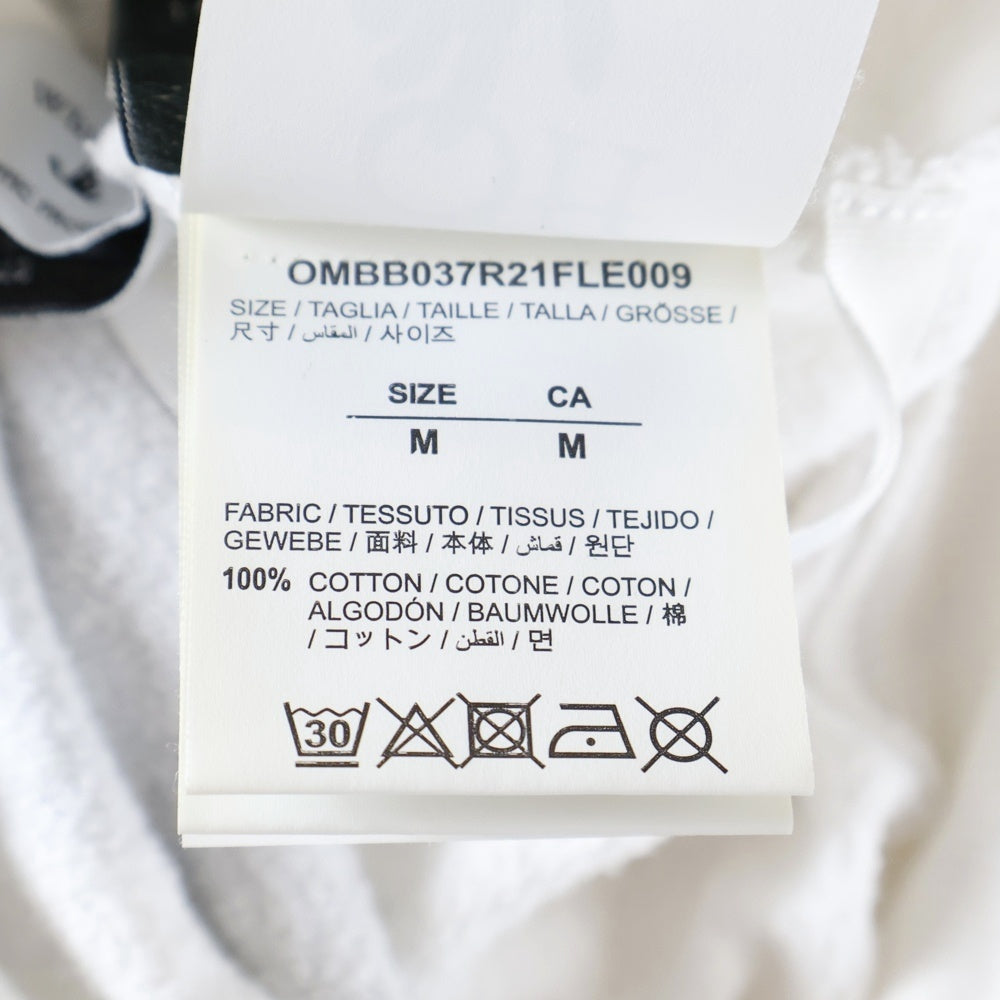 OMBB037R21FLE009
SIZE / TAGLIA / TAILLE / TALLA / GRÖSSE /
尺寸 / المقاس / 사이즈
SIZE CA
M M
FABRIC / TESSUTO / TISSUS / TEJIDO /
GEWEBE / 面料 / 本体 / قماش / 원단
100% COTTON / COTONE / COTON /
ALGODÓN / BAUMWOLLE / 棉
/ コットン / القطن / 면
30